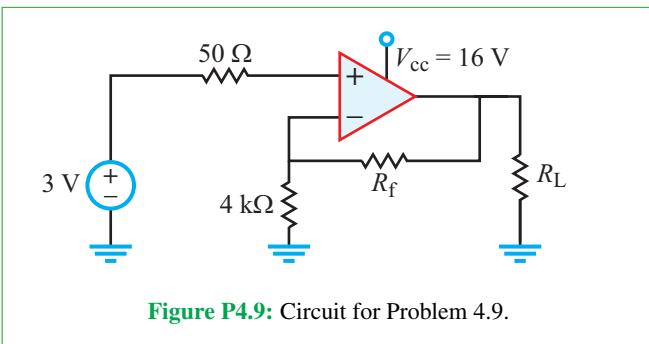 50 Ω
V_cc = 16 V
+
−
3 V
+
−
4 kΩ
R_f
R_L
Figure P4.9: Circuit for Problem 4.9.